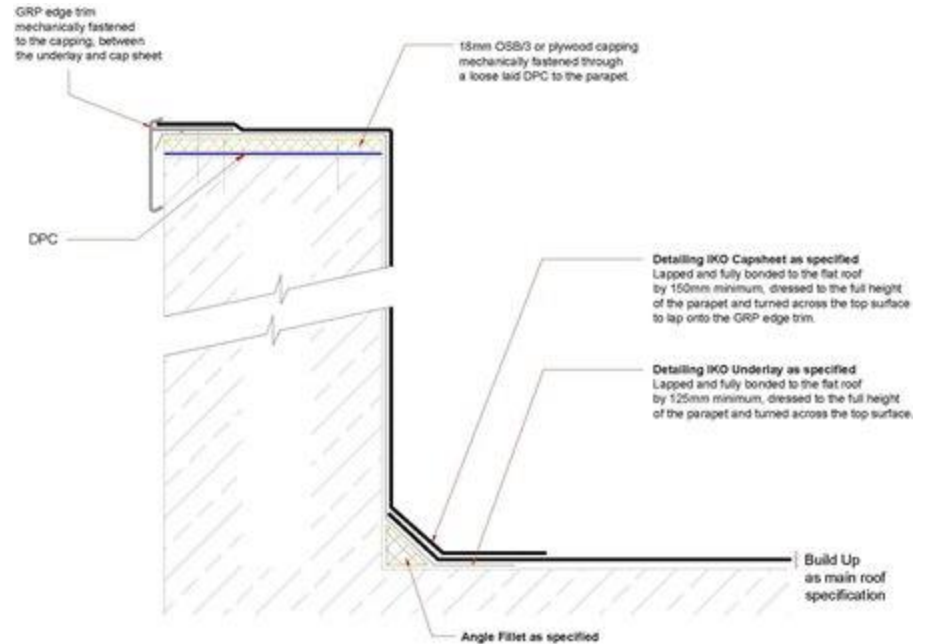 GRP edge trim
mechanically fastened
to the capping, between
the underlay and cap sheet
18mm OSB/3 or plywood capping
mechanically fastened through
a loose laid DPC to the parapet.
DPC
Detailing IKO Capsheet as specified
Lapped and fully bonded to the flat roof
by 150mm minimum, dressed to the full height
of the parapet and turned across the top surface
to lap onto the GRP edge trim.
Detailing IKO Underlay as specified
Lapped and fully bonded to the flat roof
by 125mm minimum, dressed to the full height
of the parapet and turned across the top surface.
Build Up
as main roof
specification
Angle Fillet as specified